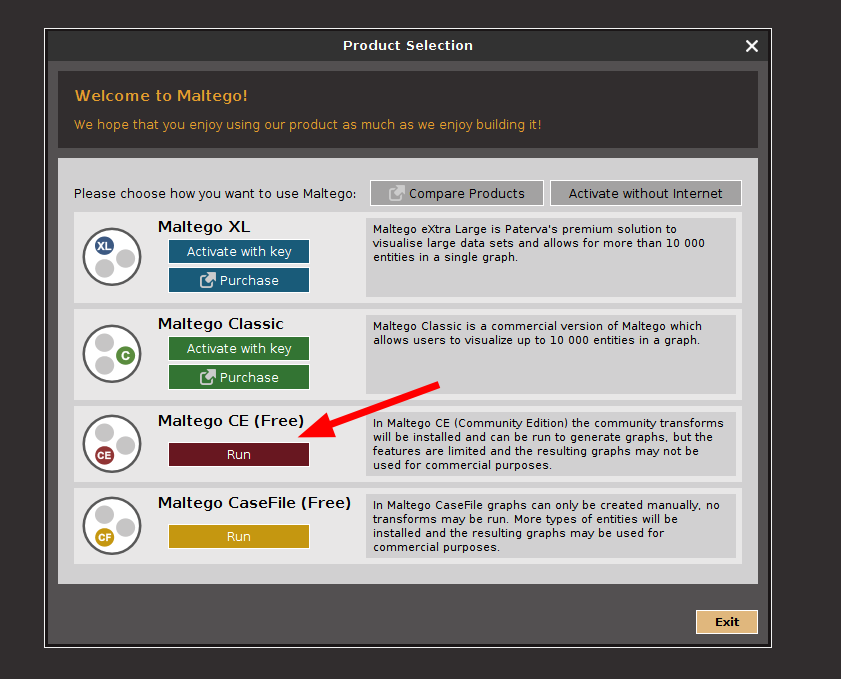 Product Selection
Welcome to Maltego!
We hope that you enjoy using our product as much as we enjoy building it!
Please choose how you want to use Maltego:
Compare Products
Activate without Internet
XL
Maltego XL
Activate with key
Purchase
Maltego eXtra Large is Paterva's premium solution to
visualise large data sets and allows for more than 10 000
entities in a single graph.
C
Maltego Classic
Activate with key
Purchase
Maltego Classic is a commercial version of Maltego which
allows users to visualize up to 10 000 entities in a graph.
CE
Maltego CE (Free)
Run
In Maltego CE (Community Edition) the community transforms
will be installed and can be run to generate graphs, but the
features are limited and the resulting graphs may not be
used for commercial purposes.
CF
Maltego CaseFile (Free)
Run
In Maltego CaseFile graphs can only be created manually, no
transforms may be run. More types of entities will be
installed and the resulting graphs may be used for
commercial purposes.
Exit